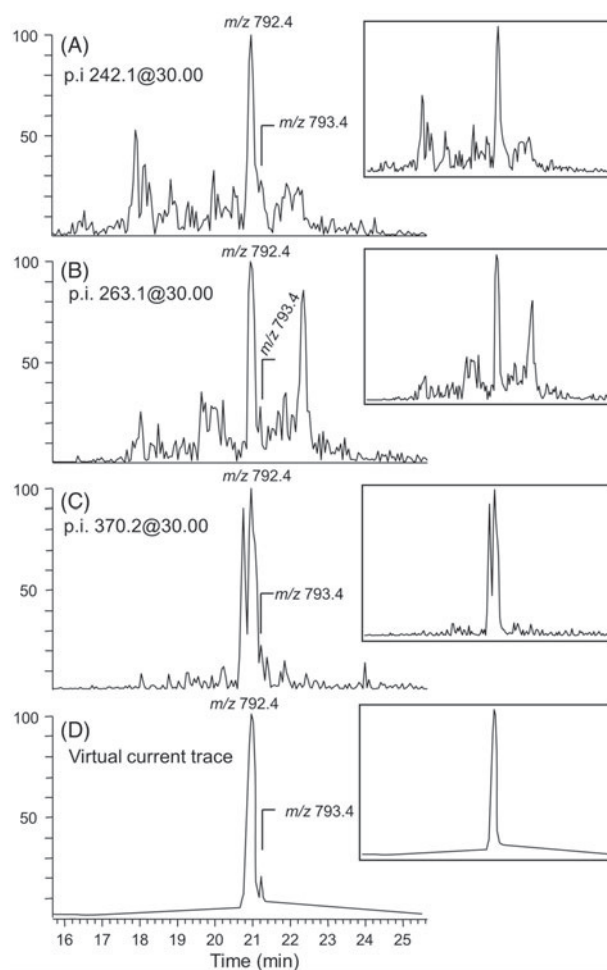 m/z 792.4
100
(A)
p.i 242.1@30.00
m/z 793.4
50
m/z 792.4
100
(B)
p.i. 263.1@30.00
m/z 793.4
50
m/z 792.4
100
(C)
p.i. 370.2@30.00
m/z 793.4
50
m/z 792.4
100
(D)
Virtual current trace
m/z 793.4
50
16 17 18 19 20 21 22 23 24 25
Time (min)